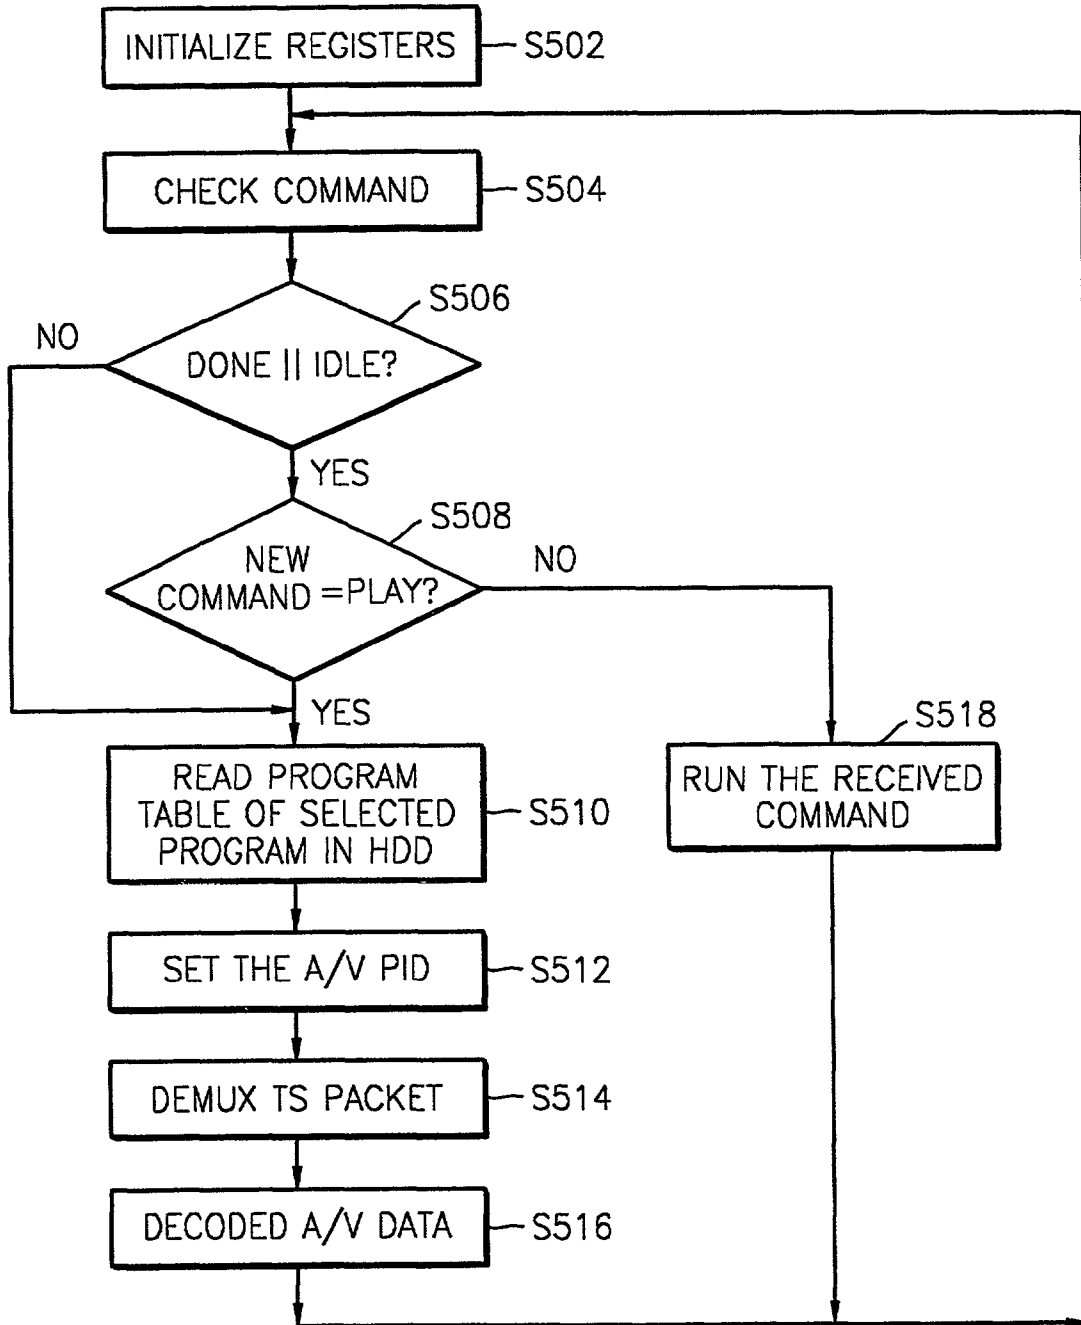 INITIALIZE REGISTERS
S502
CHECK COMMAND
S504
S506
NO
DONE || IDLE?
YES
S508
NEW
COMMAND =PLAY?
NO
YES
S518
READ PROGRAM
TABLE OF SELECTED
PROGRAM IN HDD
S510
RUN THE RECEIVED
COMMAND
SET THE A/V PID
S512
DEMUX TS PACKET
S514
DECODED A/V DATA
S516